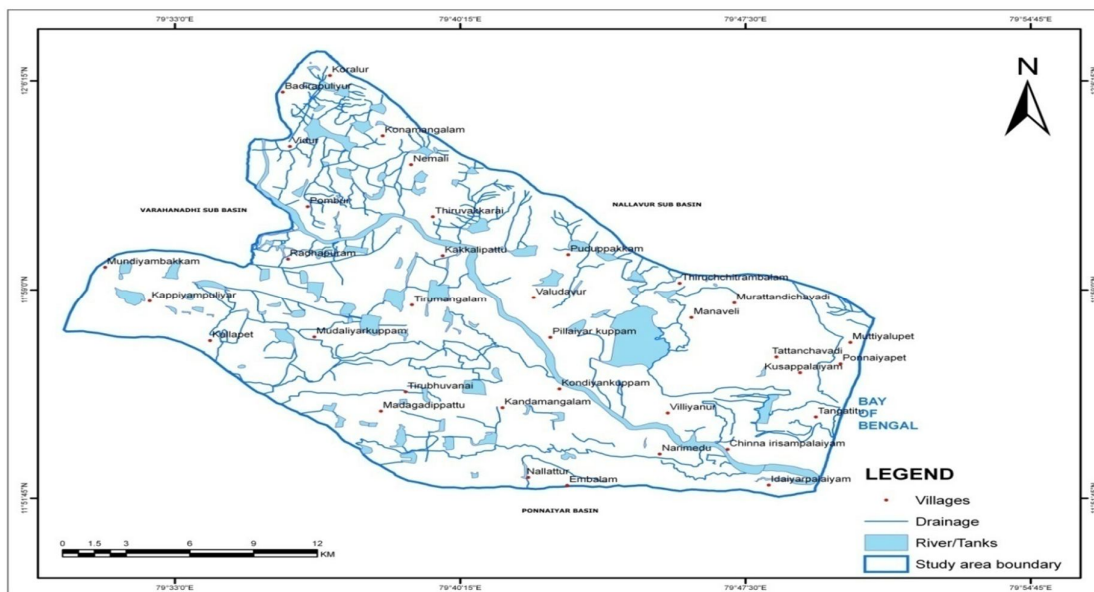 79°33'0"E
79°40'15"E
79°47'30"E
79°54'45"E
12°6'15"N
N
Koralur
Badirapuliyur
Konamangalam
Vidur
Nemali
Pombur
Thiruvakkarai
VARAHANADHI SUB BASIN
NALLAVUR SUB BASIN
Radhapuram
Kakkalipattu
Puduppakkam
Mundiyambakkam
Thiruchchitrambalam
11°59'0"N
Kappiyampuliyar
Tirumangalam
Valudavur
Murattandichavadi
Manaveli
Kollapet
Mudaliyarkuppam
Pillaiyar kuppam
Muttiyalupet
Tattanchavadi
Ponnaiyapet
Kusappalaiyam
Tirubhuvanai
Kondiyankuppam
Madagadippattu
Kandamangalam
Villiyanur
BAY
OF
BENGAL
Narimedu
Chinna irisampalaiyam
Nallattur
Embalam
Idaiyarpalaiyam
11°51'45"N
PONNAIYAR BASIN
LEGEND
Villages
Drainage
River/Tanks
Study area boundary
0 1.5 3 6 9 12
KM
79°33'0"E
79°40'15"E
79°47'30"E
79°54'45"E